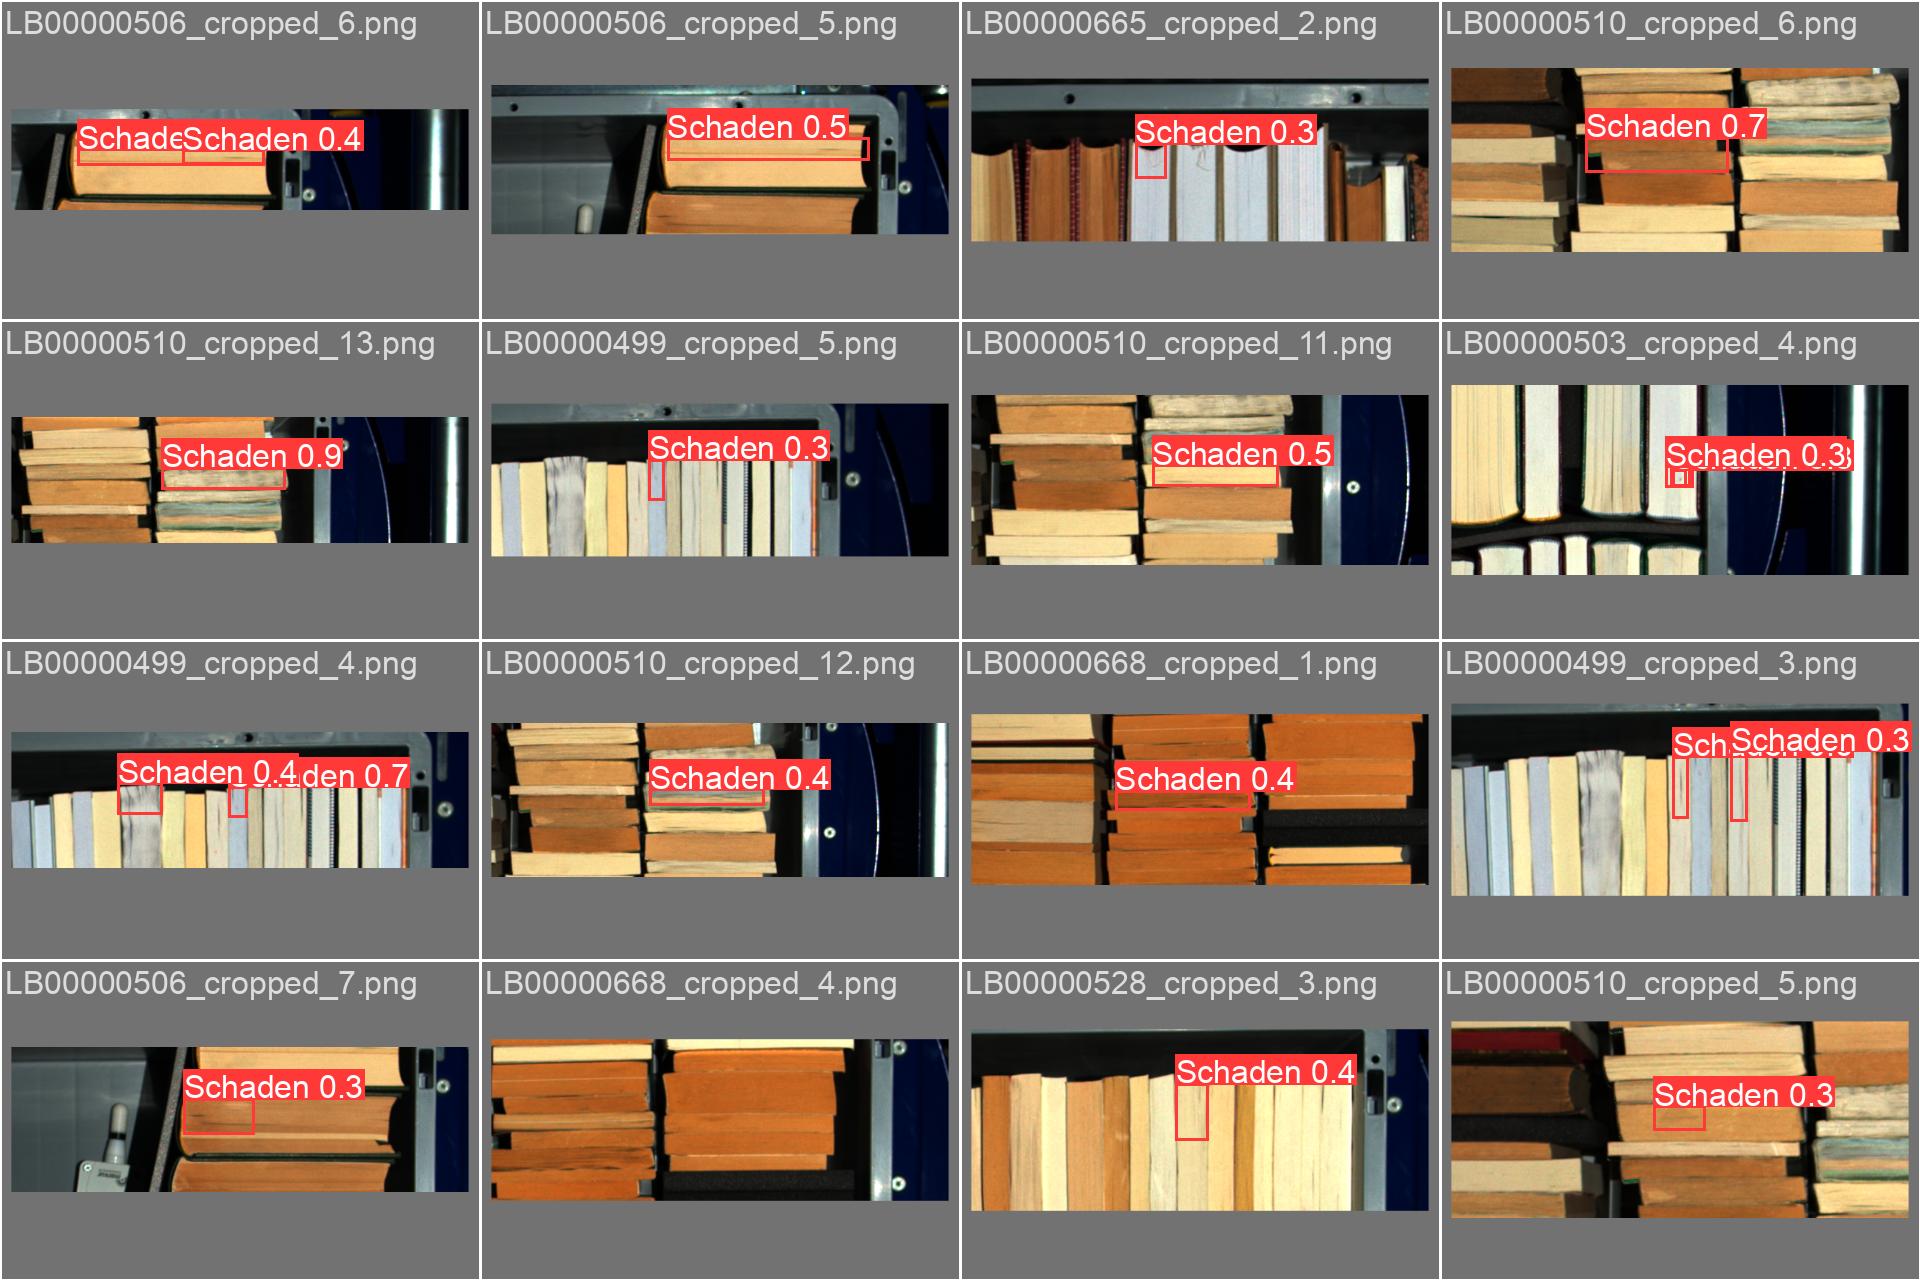 LB00000506_cropped_6.png
Schade
Schaden 0.4
LB00000506_cropped_5.png
Schaden 0.5
LB00000665_cropped_2.png
Schaden 0.3
LB00000510_cropped_6.png
Schaden 0.7
LB00000510_cropped_13.png
Schaden 0.9
LB00000499_cropped_5.png
Schaden 0.3
LB00000510_cropped_11.png
Schaden 0.5
LB00000503_cropped_4.png
Schaden 0.3
LB00000499_cropped_4.png
Schaden 0.4
den 0.7
LB00000510_cropped_12.png
Schaden 0.4
LB00000668_cropped_1.png
Schaden 0.4
LB00000499_cropped_3.png
Sch
Schaden 0.3
LB00000506_cropped_7.png
Schaden 0.3
LB00000668_cropped_4.png
LB00000528_cropped_3.png
Schaden 0.4
LB00000510_cropped_5.png
Schaden 0.3